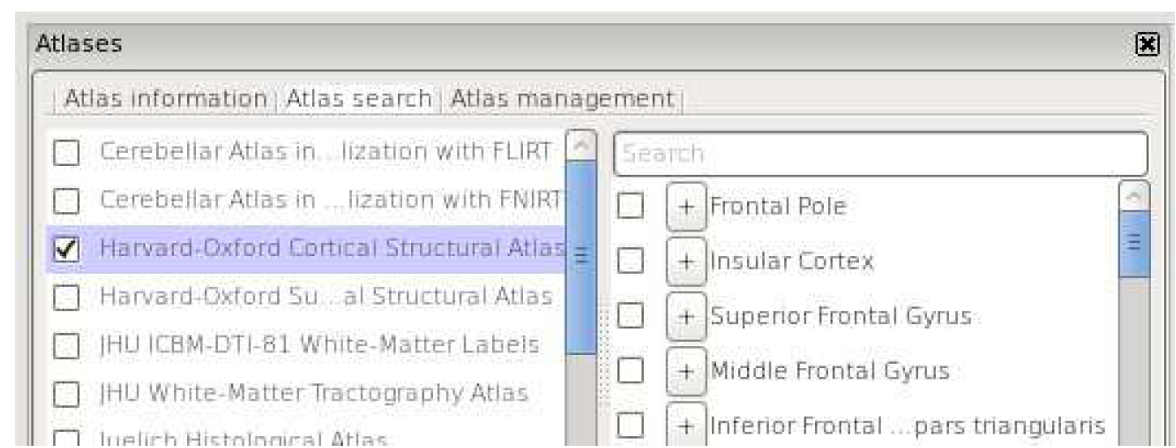 Atlases
Atlas information Atlas search Atlas management
Cerebellar Atlas in...lization with FLIRT
Cerebellar Atlas in ...lization with FNIRT
Harvard-Oxford Cortical Structural Atlas
Harvard-Oxford Su...al Structural Atlas
JHU ICBM-DTI-81 White-Matter Labels
JHU White-Matter Tractography Atlas
Juelich Histological Atlas
Search
+ Frontal Pole
+ Insular Cortex
+ Superior Frontal Gyrus
+ Middle Frontal Gyrus
+ Inferior Frontal ...pars triangularis